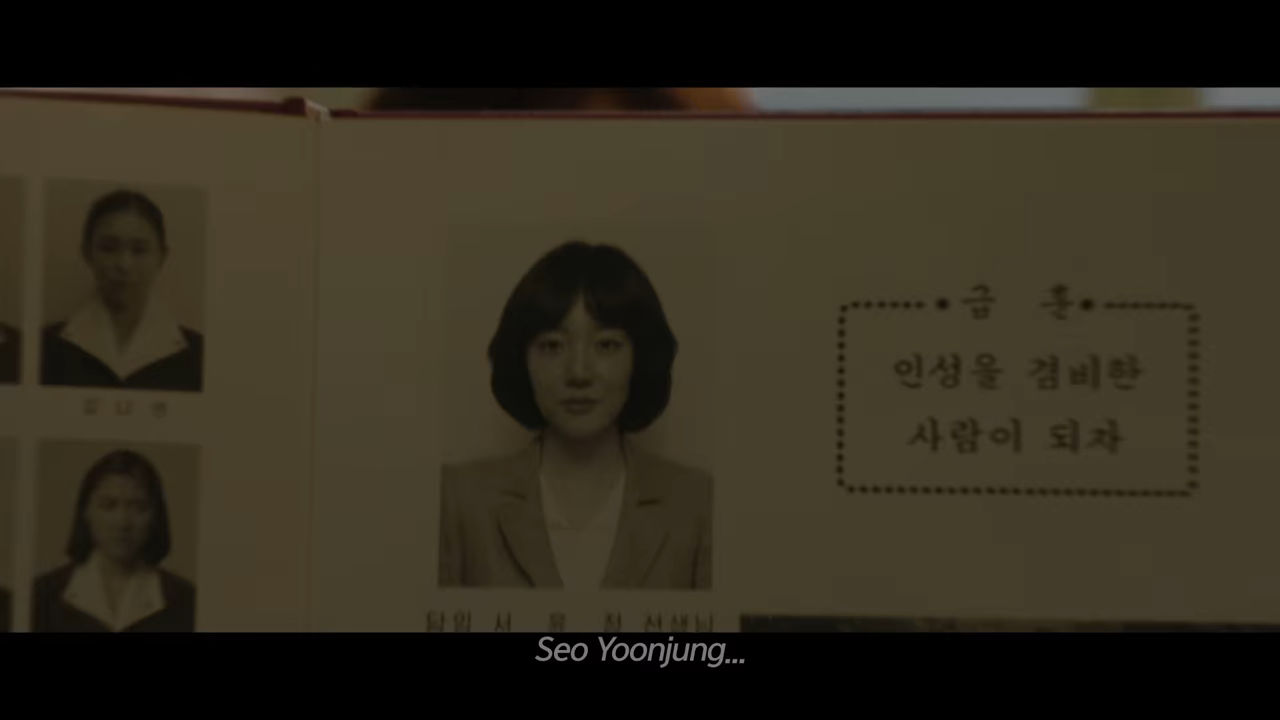 급 훈
인성을 겸비한
사람이 되자
담임 서 윤 정 선생님
Seo Yoonjung...